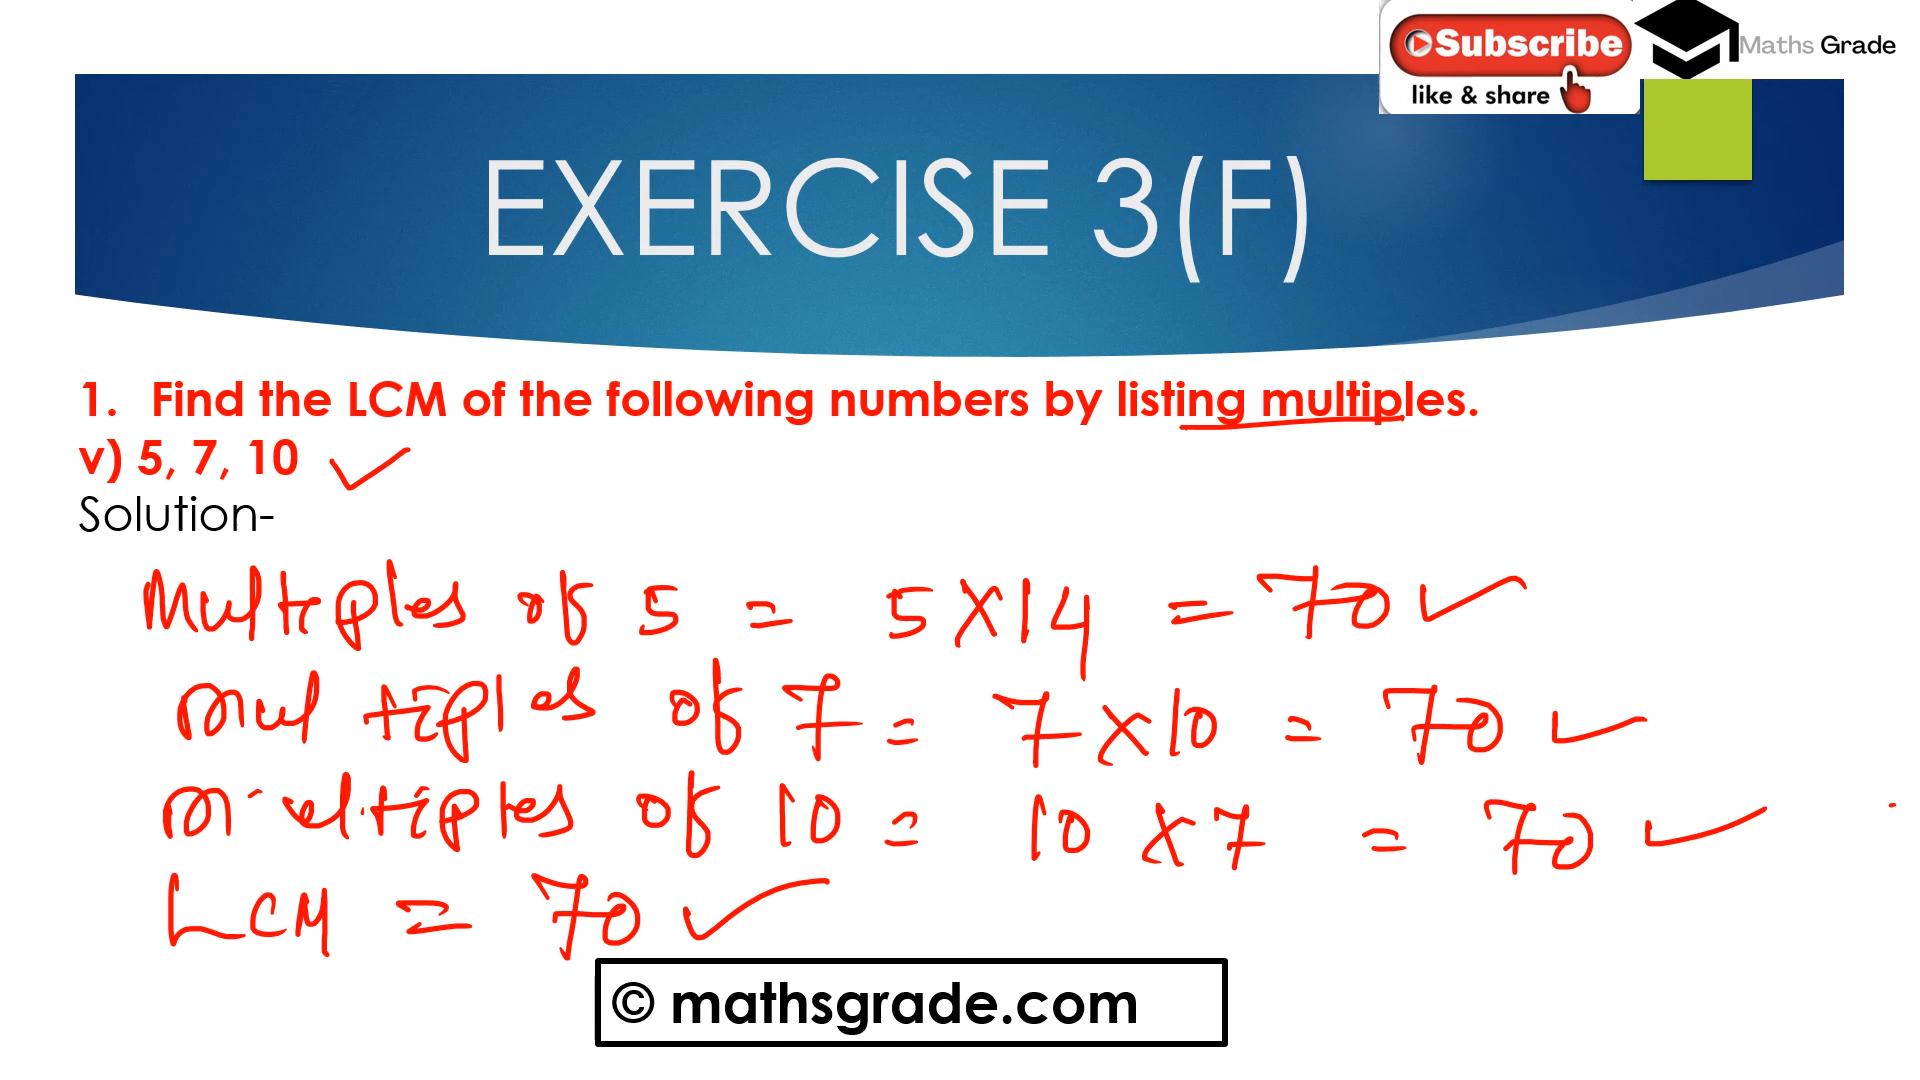 Subscribe
like & share
Maths Grade
EXERCISE 3(F)
1. Find the LCM of the following numbers by listing multiples.
v) 5, 7, 10
Solution-
Multiples of 5 = 5 × 14 = 70
multiples of 7 = 7 × 10 = 70
multiples of 10 = 10 × 7 = 70
LCM = 70
© mathsgrade.com